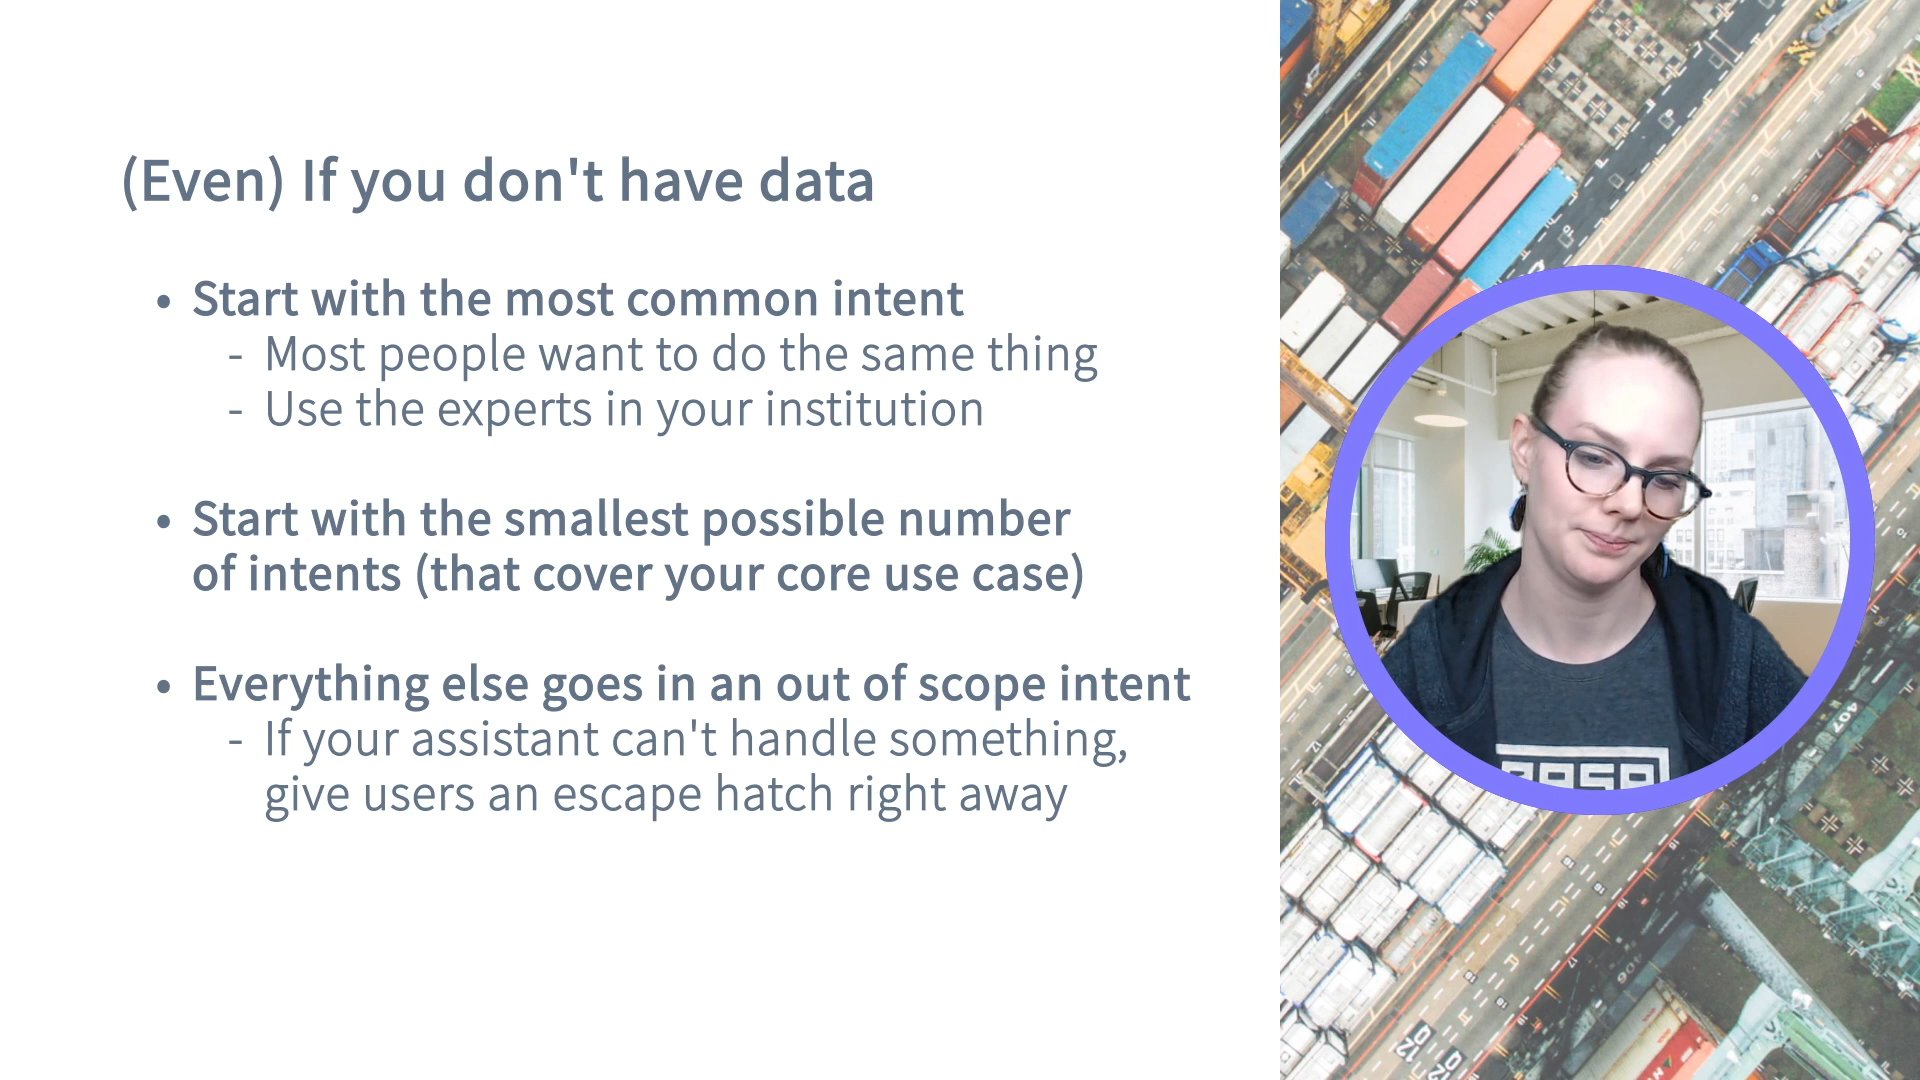 (Even) If you don't have data
• Start with the most common intent
- Most people want to do the same thing
- Use the experts in your institution
• Start with the smallest possible number
of intents (that cover your core use case)
• Everything else goes in an out of scope intent
- If your assistant can't handle something,
give users an escape hatch right away